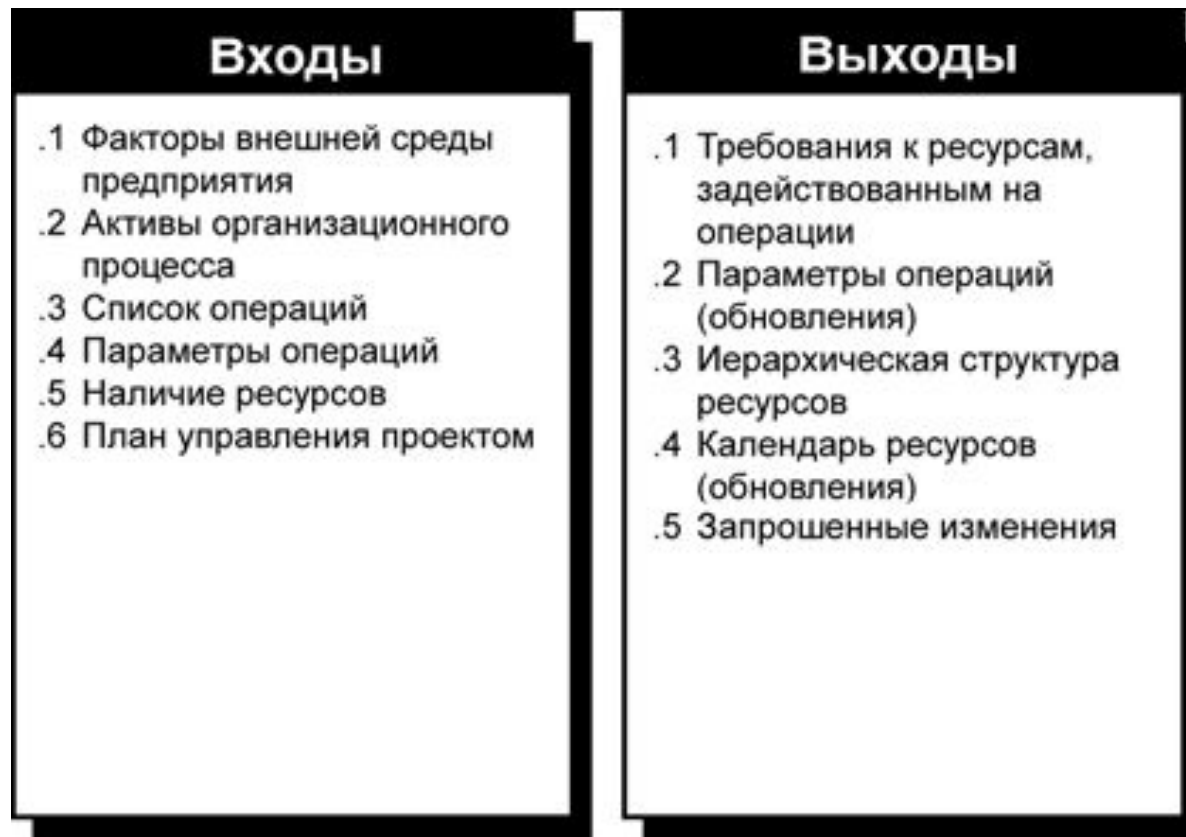 Входы
.1 Факторы внешней среды
предприятия
.2 Активы организационного
процесса
.3 Список операций
.4 Параметры операций
.5 Наличие ресурсов
.6 План управления проектом
Выходы
.1 Требования к ресурсам,
задействованным на
операции
.2 Параметры операций
(обновления)
.3 Иерархическая структура
ресурсов
.4 Календарь ресурсов
(обновления)
.5 Запрошенные изменения